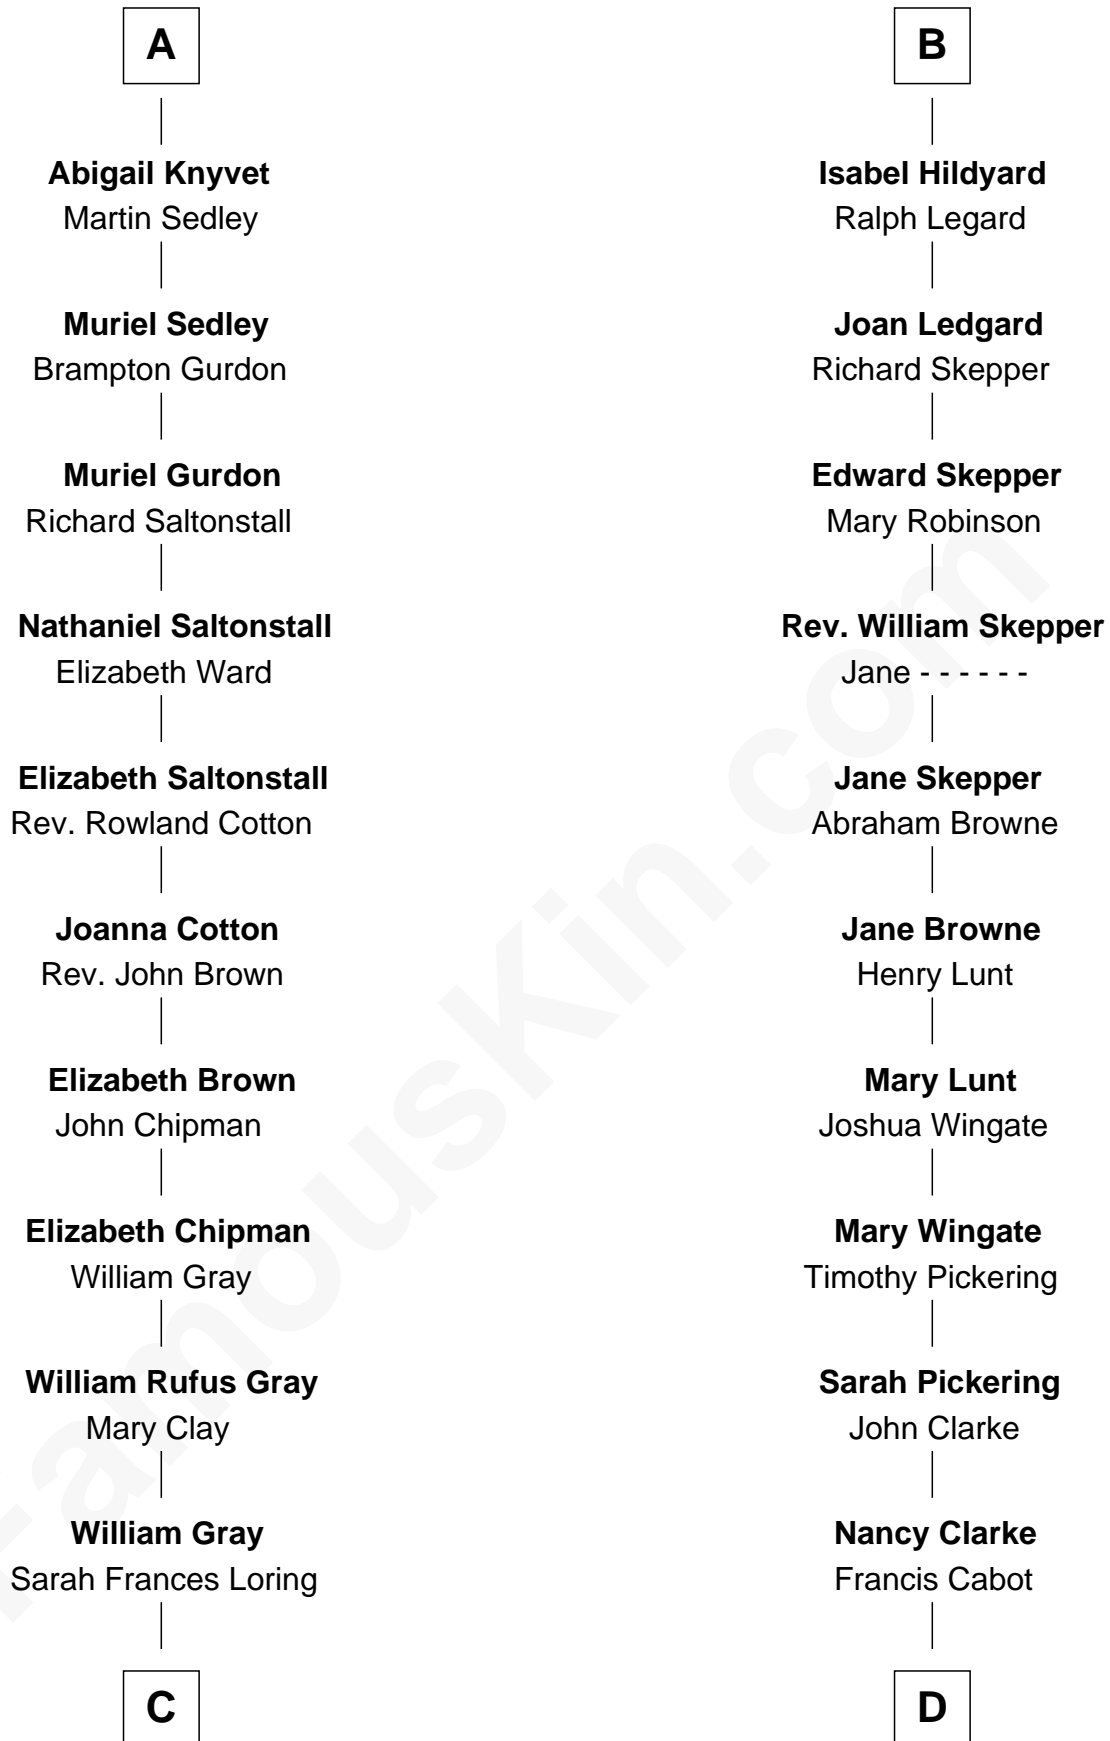 A
Abigail Knyvet
Martin Sedley
Muriel Sedley
Brampton Gurdon
Muriel Gurdon
Richard Saltonstall
Nathaniel Saltonstall
Elizabeth Ward
Elizabeth Saltonstall
Rev. Rowland Cotton
Joanna Cotton
Rev. John Brown
Elizabeth Brown
John Chipman
Elizabeth Chipman
William Gray
William Rufus Gray
Mary Clay
William Gray
Sarah Frances Loring
C
B
Isabel Hildyard
Ralph Legard
Joan Ledgard
Richard Skepper
Edward Skepper
Mary Robinson
Rev. William Skepper
Jane - - - - - -
Jane Skepper
Abraham Browne
Jane Browne
Henry Lunt
Mary Lunt
Joshua Wingate
Mary Wingate
Timothy Pickering
Sarah Pickering
John Clarke
Nancy Clarke
Francis Cabot
D
FamousKin.com